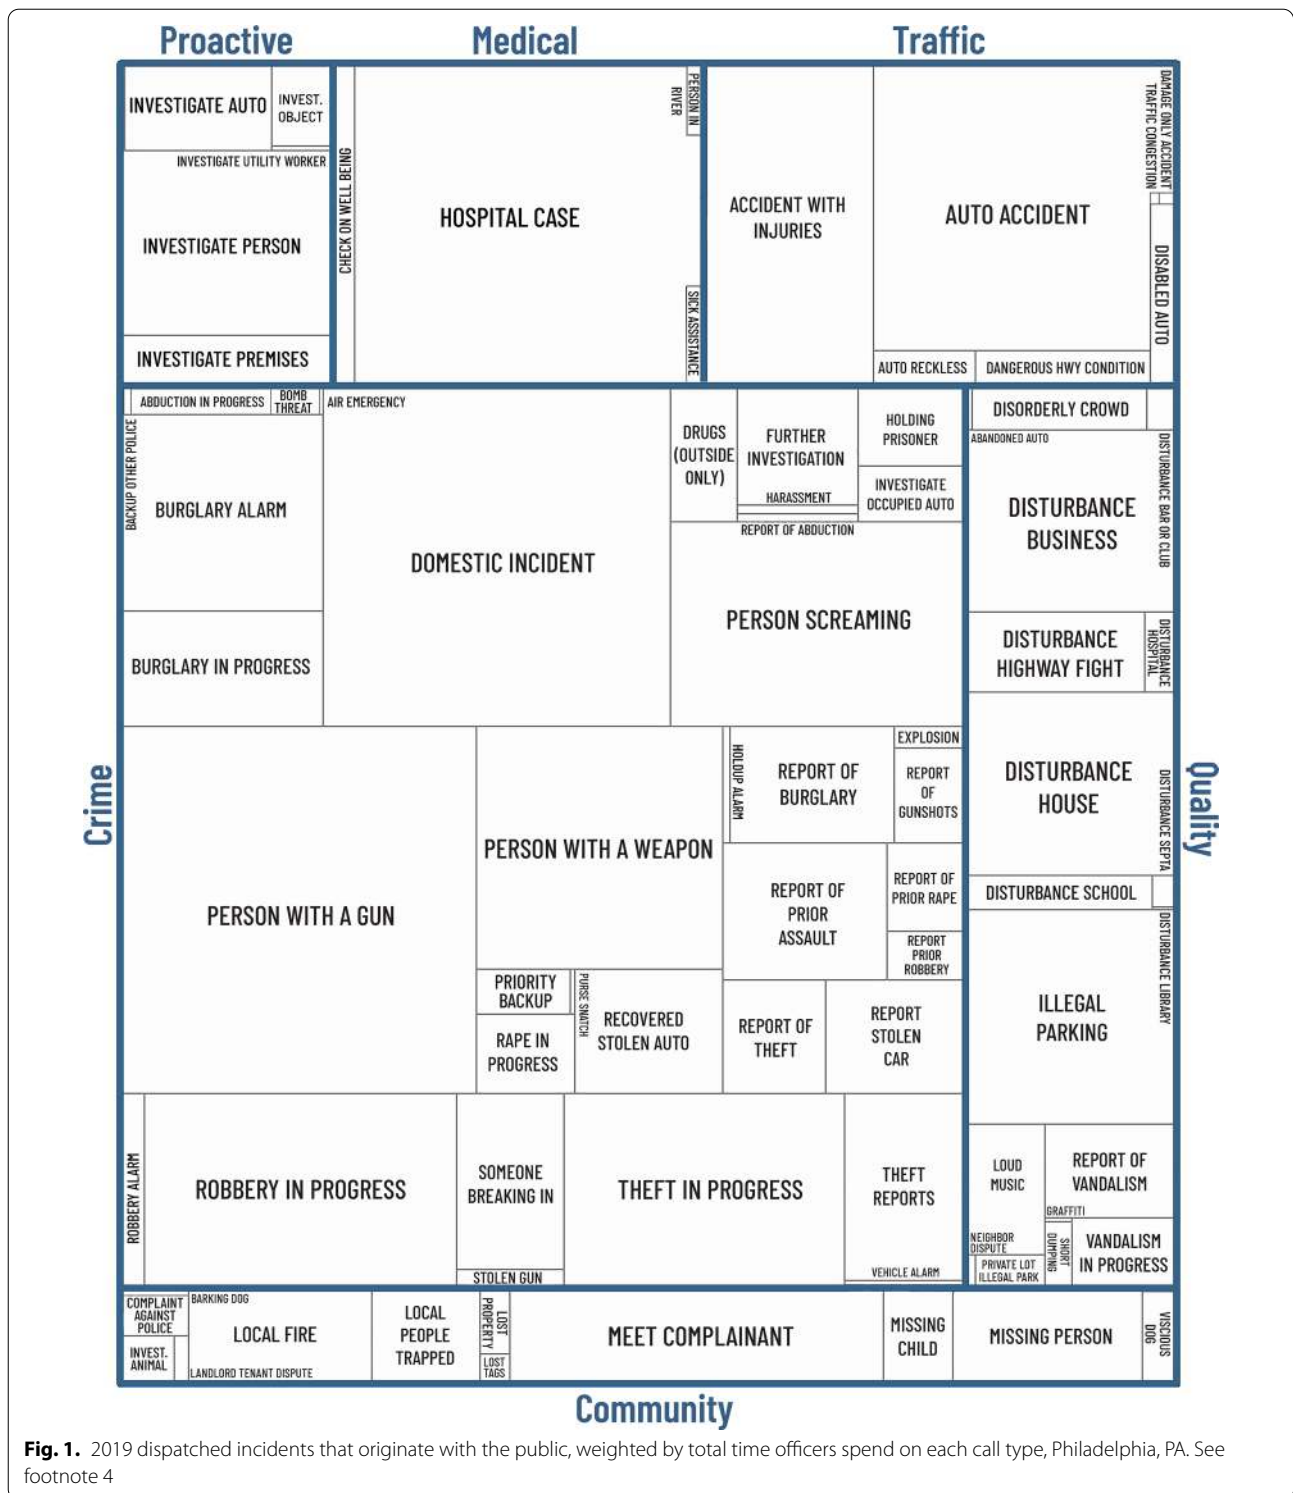 Proactive
Medical
Traffic
INVESTIGATE AUTO
INVEST.
OBJECT
INVESTIGATE UTILITY WORKER
INVESTIGATE PERSON
INVESTIGATE PREMISES
CHECK ON WELL BEING
HOSPITAL CASE
PERSON IN
RIVER
SICK ASSISTANCE
ACCIDENT WITH
INJURIES
AUTO ACCIDENT
DAMAGE ONLY ACCIDENT
TRAFFIC CONGESTION
DISABLED AUTO
AUTO RECKLESS
DANGEROUS HWY CONDITION
Crime
ABDUCTION IN PROGRESS
BOMB
THREAT
AIR EMERGENCY
BACKUP OTHER POLICE
BURGLARY ALARM
BURGLARY IN PROGRESS
DOMESTIC INCIDENT
DRUGS
(OUTSIDE
ONLY)
FURTHER
INVESTIGATION
HARASSMENT
HOLDING
PRISONER
INVESTIGATE
OCCUPIED AUTO
REPORT OF ABDUCTION
PERSON SCREAMING
PERSON WITH A GUN
PERSON WITH A WEAPON
HOLDUP ALARM
REPORT OF
BURGLARY
EXPLOSION
REPORT
OF
GUNSHOTS
REPORT OF
PRIOR
ASSAULT
REPORT OF
PRIOR RAPE
REPORT
PRIOR
ROBBERY
PRIORITY
BACKUP
RAPE IN
PROGRESS
PURSE SNATCH
RECOVERED
STOLEN AUTO
REPORT OF
THEFT
REPORT
STOLEN
CAR
ROBBERY ALARM
ROBBERY IN PROGRESS
SOMEONE
BREAKING IN
STOLEN GUN
THEFT IN PROGRESS
THEFT
REPORTS
VEHICLE ALARM
Quality
DISORDERLY CROWD
ABANDONED AUTO
DISTURBANCE
BUSINESS
DISTURBANCE BAR OR CLUB
DISTURBANCE
HIGHWAY FIGHT
DISTURBANCE
HOSPITAL
DISTURBANCE
HOUSE
DISTURBANCE SEPTA
DISTURBANCE SCHOOL
DISTURBANCE LIBRARY
ILLEGAL
PARKING
LOUD
MUSIC
NEIGHBOR
DISPUTE
PRIVATE LOT
ILLEGAL PARK
REPORT OF
VANDALISM
GRAFFITI
SHORT
DUMPING
VANDALISM
IN PROGRESS
COMPLAINT
AGAINST
POLICE
INVEST.
ANIMAL
BARKING DOG
LOCAL FIRE
LANDLORD TENANT DISPUTE
LOCAL
PEOPLE
TRAPPED
LOST
PROPERTY
LOST
TAGS
MEET COMPLAINANT
MISSING
CHILD
MISSING PERSON
VISCIOUS
DOG
Community
Fig. 1. 2019 dispatched incidents that originate with the public, weighted by total time officers spend on each call type, Philadelphia, PA. See
footnote 4